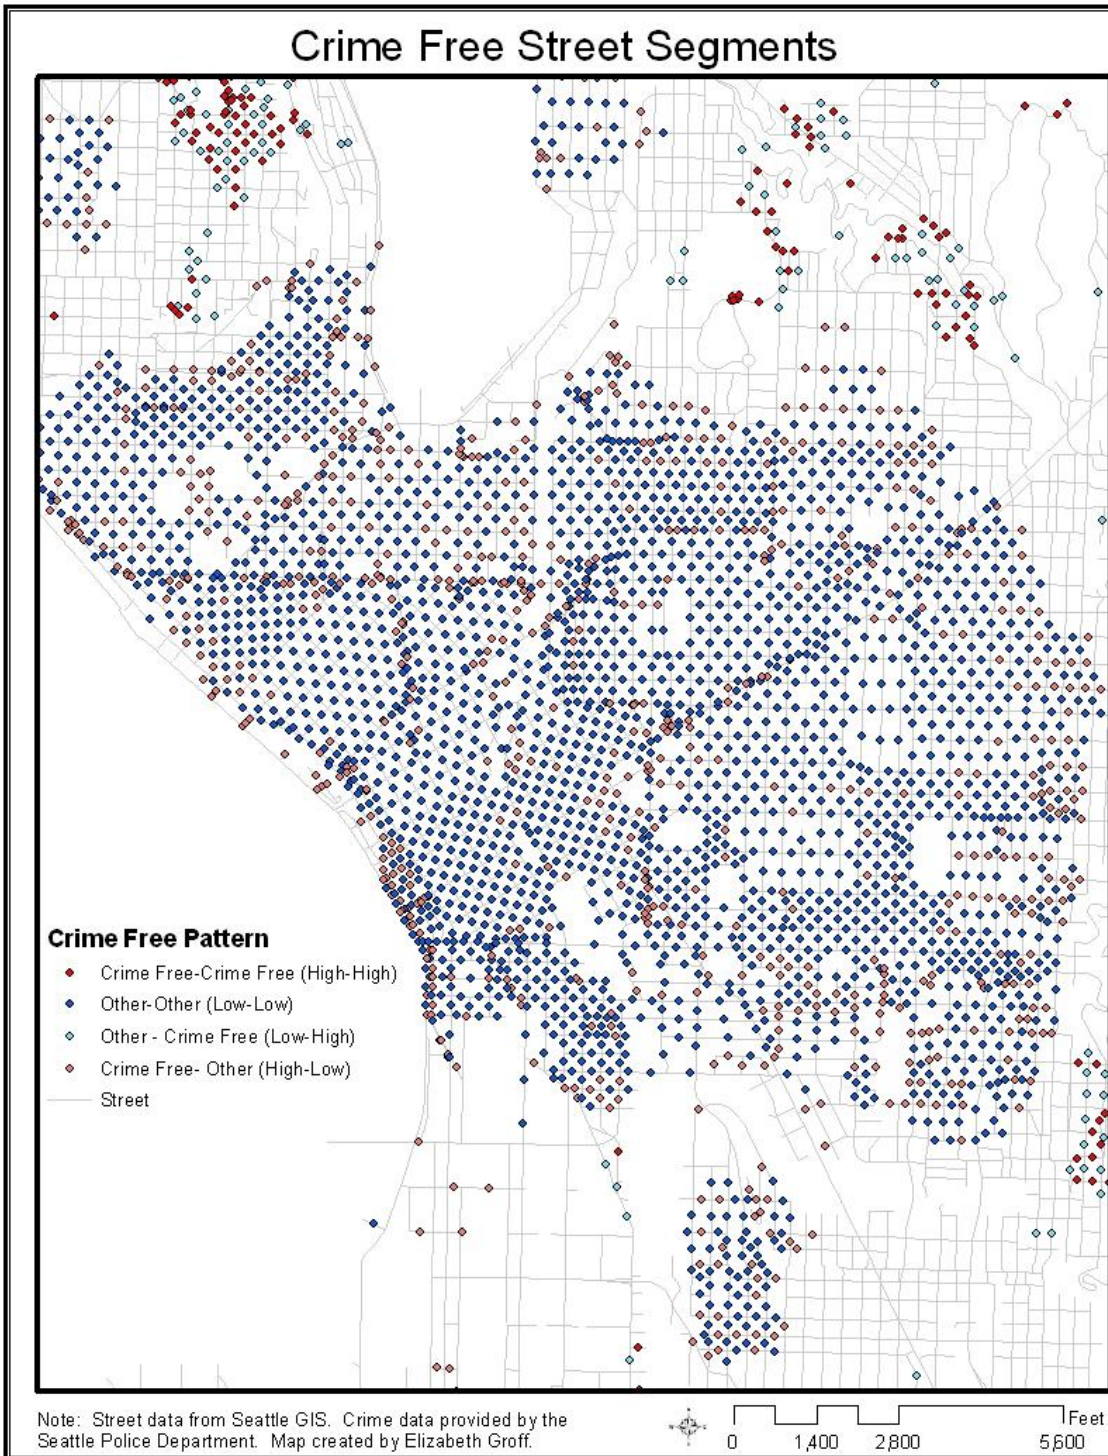 Crime Free Street Segments
Crime Free Pattern
Crime Free-Crime Free (High-High)
Other-Other (Low-Low)
Other - Crime Free (Low-High)
Crime Free- Other (High-Low)
Street
Note: Street data from Seattle GIS. Crime data provided by the
Seattle Police Department. Map created by Elizabeth Groff.
Feet
0 1,400 2,800 5,600